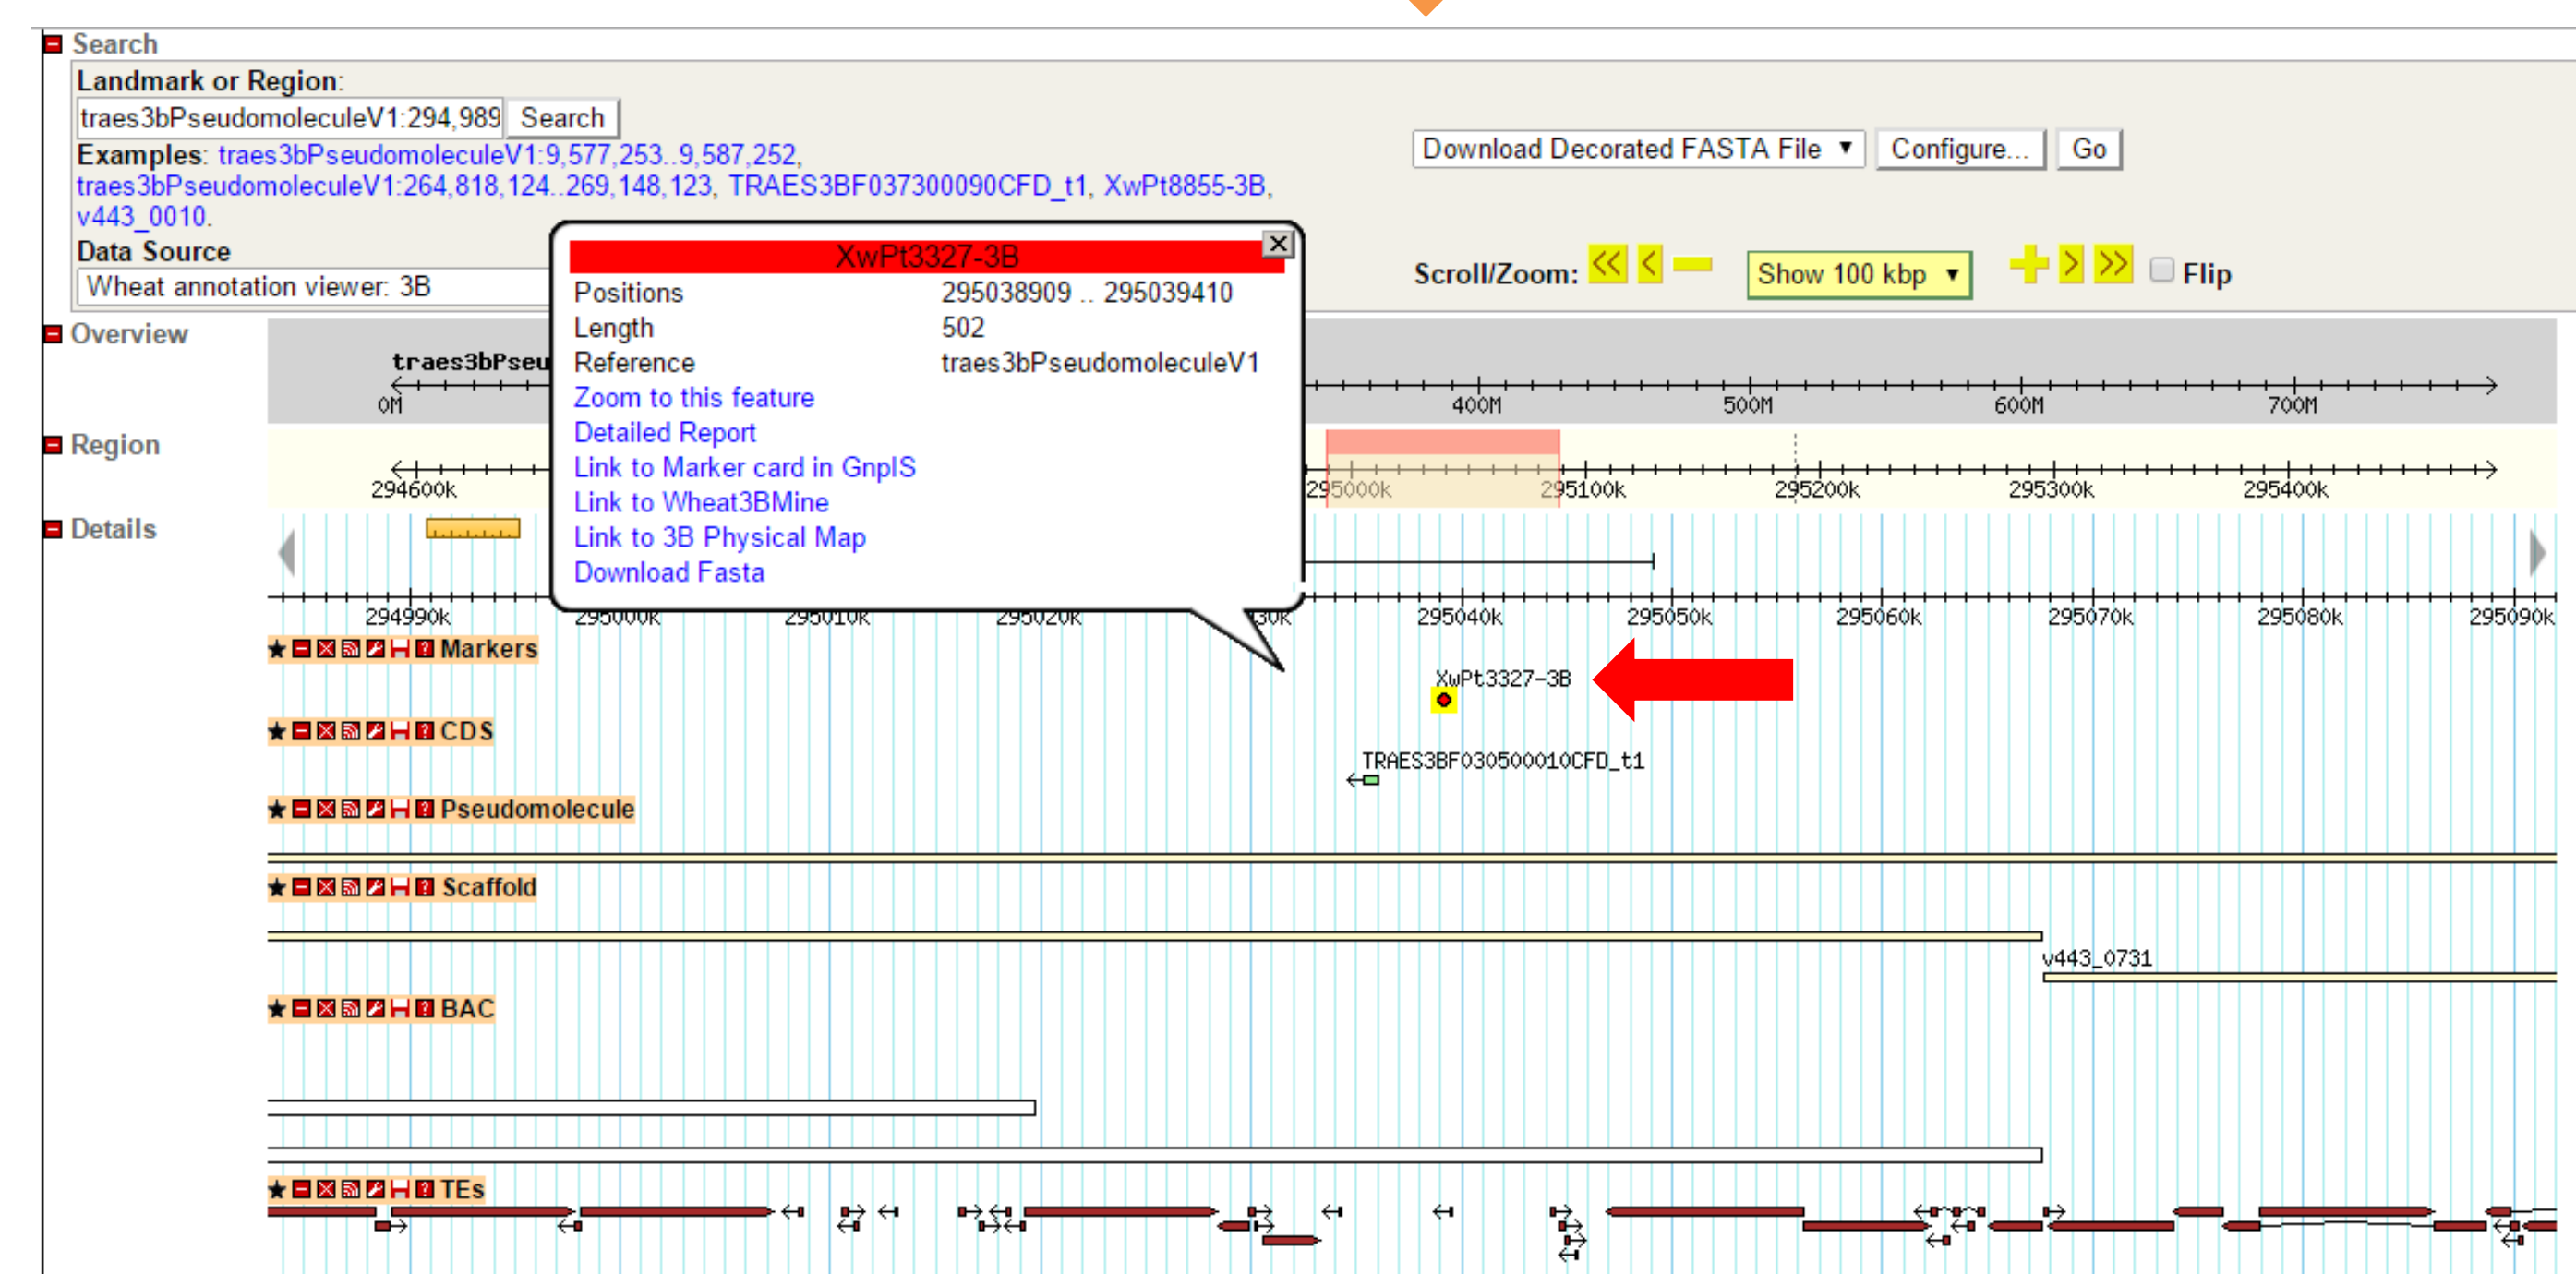 Search
Landmark or Region:
traes3bPseudomoleculeV1:294,989 Search
Examples: traes3bPseudomoleculeV1:9,577,253..9,587,252,
traes3bPseudomoleculeV1:264,818,124..269,148,123, TRAES3BF037300090CFD_t1, XwPt8855-3B,
v443_0010.
Download Decorated FASTA File Configure... Go
Data Source
Wheat annotation viewer: 3B
Scroll/Zoom: << < Show 100 kbp > >> Flip
XwPt3327-3B
Positions 295038909 .. 295039410
Length 502
Reference traes3bPseudomoleculeV1
Zoom to this feature
Detailed Report
Link to Marker card in GnpIS
Link to Wheat3BMine
Link to 3B Physical Map
Download Fasta
Overview
traes3bPseu
0M 400M 500M 600M 700M
Region
294600k 295000k 295100k 295200k 295300k 295400k
Details
294990k 295000k 295010k 295020k 30k 295040k 295050k 295060k 295070k 295080k 295090k
Markers
XwPt3327-3B
CDS
TRAES3BF030500010CFD_t1
Pseudomolecule
Scaffold
v443_0731
BAC
TEs